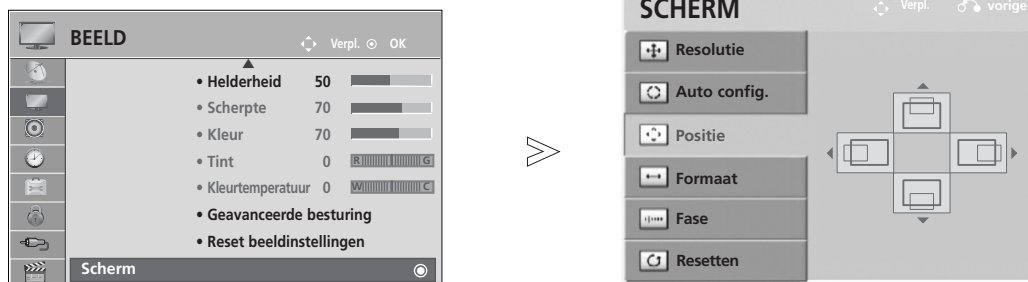 BEELD
Verpl. OK
• Helderheid 50
• Scherpte 70
• Kleur 70
• Tint 0 R G
• Kleurtemperatuur 0 W C
• Geavanceerde besturing
• Reset beeldinstellingen
Scherm
SCHERM
Verpl. vorige
Resolutie
Auto config.
Positie
Formaat
Fase
Resetten